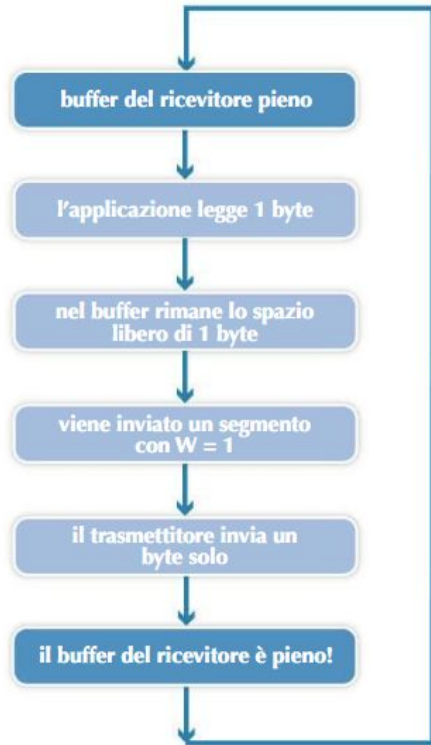 buffer del ricevitore pieno
l'applicazione legge 1 byte
nel buffer rimane lo spazio
libero di 1 byte
viene inviato un segmento
con W = 1
il trasmettitore invia un
byte solo
il buffer del ricevitore è pieno!